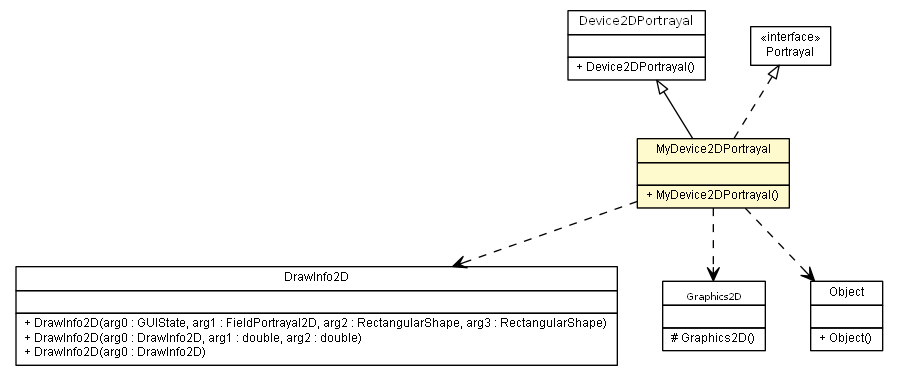 Device2DPortrayal
+ Device2DPortrayal()
«interface»
Portrayal
MyDevice2DPortrayal
+ MyDevice2DPortrayal()
DrawInfo2D
+ DrawInfo2D(arg0 : GUIState, arg1 : FieldPortrayal2D, arg2 : RectangularShape, arg3 : RectangularShape)
+ DrawInfo2D(arg0 : DrawInfo2D, arg1 : double, arg2 : double)
+ DrawInfo2D(arg0 : DrawInfo2D)
Graphics2D
# Graphics2D()
Object
+ Object()